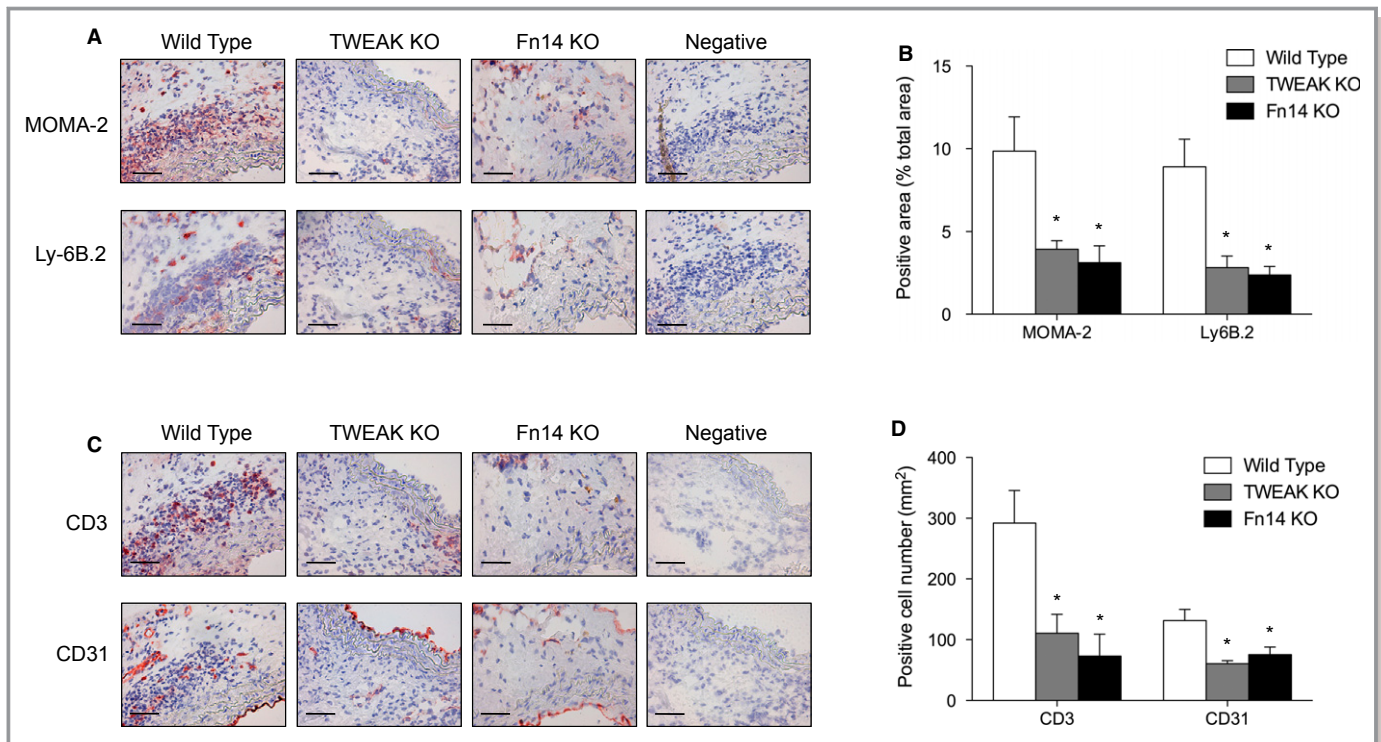 A
Wild Type TWEAK KO Fn14 KO Negative
MOMA-2
Ly-6B.2
B
Positive area (% total area)
15
10
5
0
Wild Type
TWEAK KO
Fn14 KO
* * * *
MOMA-2 Ly6B.2
C
Wild Type TWEAK KO Fn14 KO Negative
CD3
CD31
D
Positive cell number (mm²)
400
300
200
100
0
Wild Type
TWEAK KO
Fn14 KO
* * * *
CD3 CD31